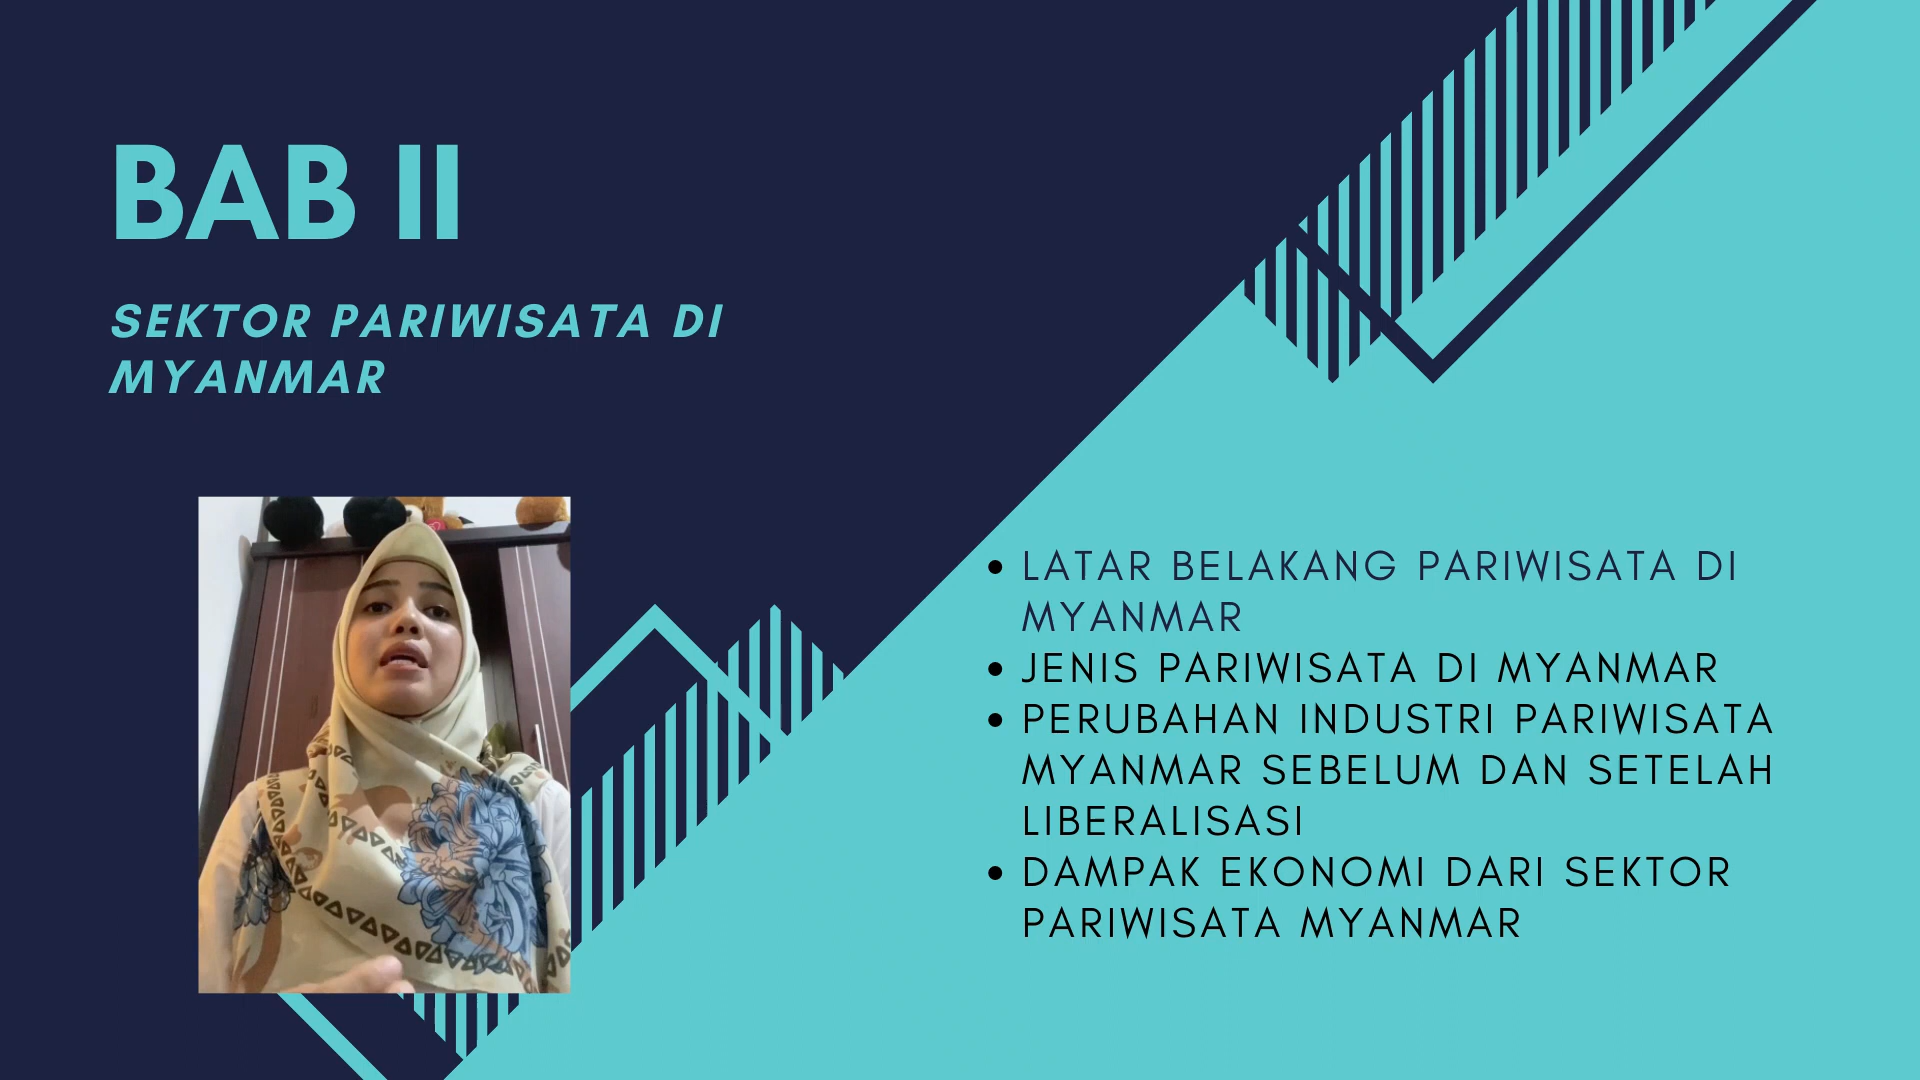 BAB II
SEKTOR PARIWISATA DI
MYANMAR
• LATAR BELAKANG PARIWISATA DI
MYANMAR
• JENIS PARIWISATA DI MYANMAR
• PERUBAHAN INDUSTRI PARIWISATA
MYANMAR SEBELUM DAN SETELAH
LIBERALISASI
• DAMPAK EKONOMI DARI SEKTOR
PARIWISATA MYANMAR